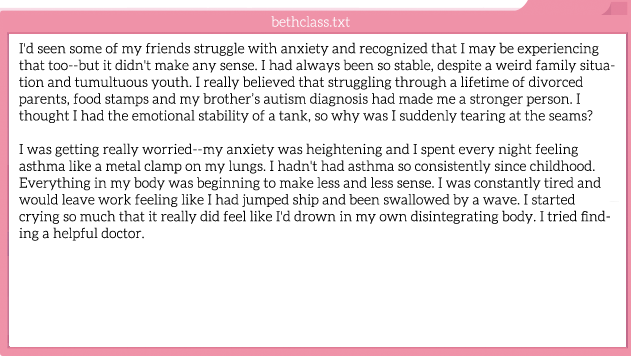 bethclass.txt
I'd seen some of my friends struggle with anxiety and recognized that I may be experiencing
that too--but it didn't make any sense. I had always been so stable, despite a weird family situa-
tion and tumultuous youth. I really believed that struggling through a lifetime of divorced
parents, food stamps and my brother's autism diagnosis had made me a stronger person. I
thought I had the emotional stability of a tank, so why was I suddenly tearing at the seams?
I was getting really worried--my anxiety was heightening and I spent every night feeling
asthma like a metal clamp on my lungs. I hadn't had asthma so consistently since childhood.
Everything in my body was beginning to make less and less sense. I was constantly tired and
would leave work feeling like I had jumped ship and been swallowed by a wave. I started
crying so much that it really did feel like I'd drown in my own disintegrating body. I tried find-
ing a helpful doctor.